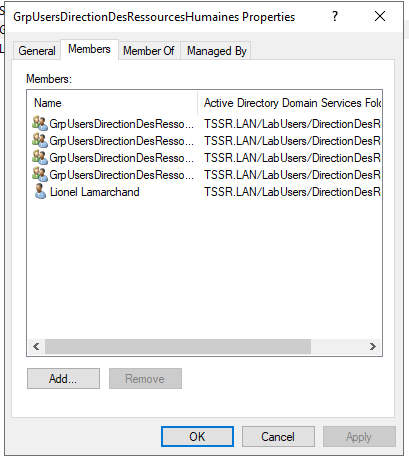 S
GrpUsersDirectionDesRessourcesHumaines Properties ? ×
L
General Members Member Of Managed By
Members:
Name Active Directory Domain Services Fold
GrpUsersDirectionDesResso... TSSR.LAN/LabUsers/DirectionDesR
GrpUsersDirectionDesResso... TSSR.LAN/LabUsers/DirectionDesR
GrpUsersDirectionDesResso... TSSR.LAN/LabUsers/DirectionDesR
GrpUsersDirectionDesResso... TSSR.LAN/LabUsers/DirectionDesR
Lionel Lamarchand TSSR.LAN/LabUsers/DirectionDesR
Add... Remove
OK Cancel Apply